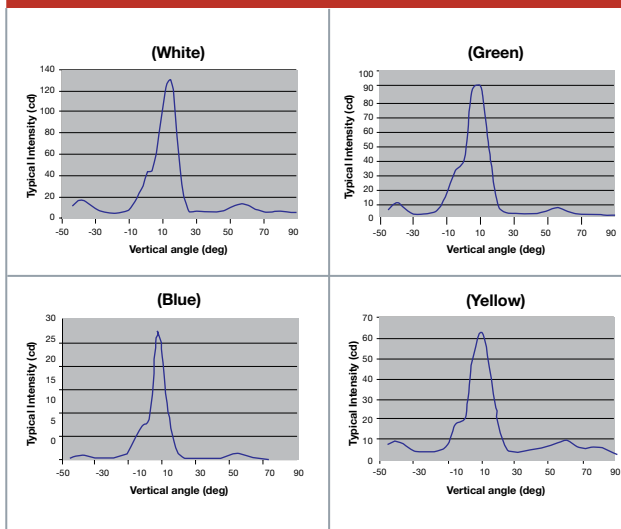 (White)
Typical Intensity (cd)
140
120
100
80
60
40
20
0
-50 -30 -10 10 30 50 70 90
Vertical angle (deg)
(Green)
Typical Intensity (cd)
100
90
80
70
60
50
40
30
20
10
0
-50 -30 -10 10 30 50 70 90
Vertical angle (deg)
(Blue)
Typical Intensity (cd)
30
25
20
15
10
5
0
-50 -30 -10 10 30 50 70 90
Vertical angle (deg)
(Yellow)
Typical Intensity (cd)
70
60
50
40
30
20
10
0
-50 -30 -10 10 30 50 70 90
Vertical angle (deg)